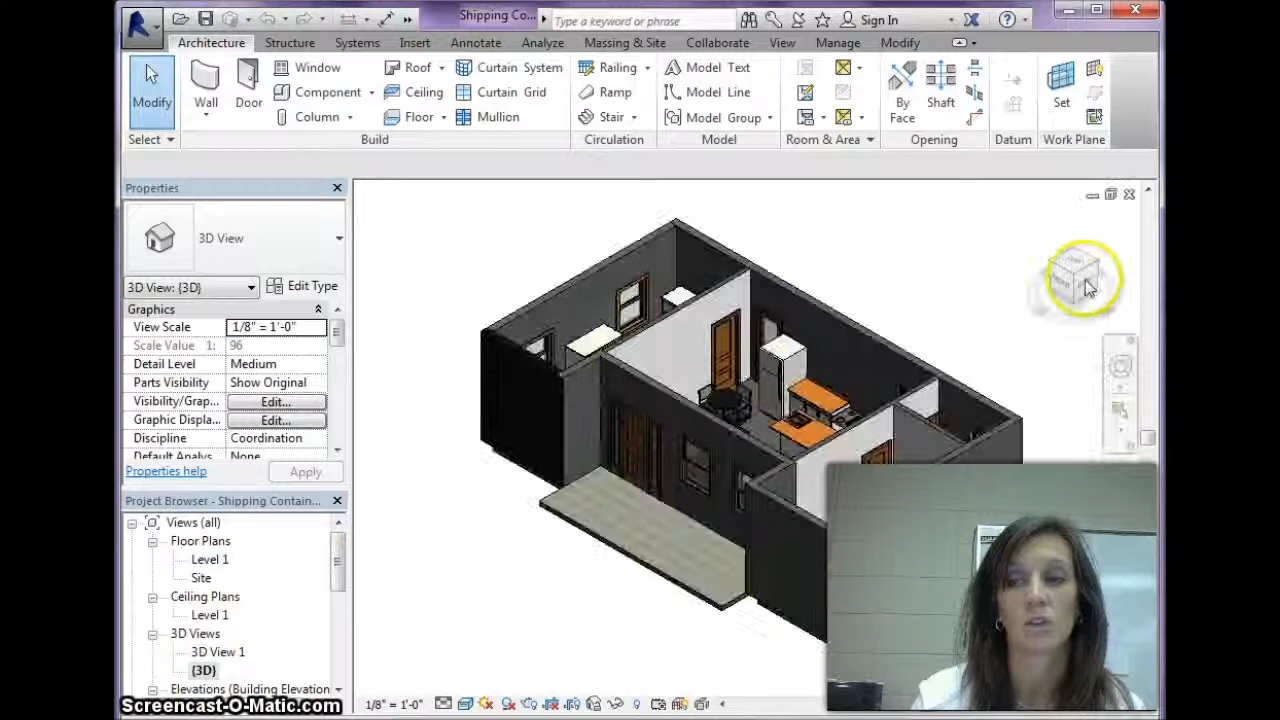 Shipping Co...
Type a keyword or phrase
Sign In
Architecture Structure Systems Insert Annotate Analyze Massing & Site Collaborate View Manage Modify
Modify Wall Door Window Roof Curtain System Railing Model Text By Face Shaft Set
Component Ceiling Curtain Grid Ramp Model Line
Column Floor Mullion Stair Model Group
Select Build Circulation Model Room & Area Opening Datum Work Plane
Properties
3D View
3D View: {3D} Edit Type
Graphics
View Scale 1/8" = 1'-0"
Scale Value 1: 96
Detail Level Medium
Parts Visibility Show Original
Visibility/Grap... Edit...
Graphic Displa... Edit...
Discipline Coordination
Default Analys... None
Properties help Apply
Project Browser - Shipping Contain...
Views (all)
Floor Plans
Level 1
Site
Ceiling Plans
Level 1
3D Views
3D View 1
{3D}
Elevations (Building Elevation
1/8" = 1'-0"
Screencast-O-Matic.com